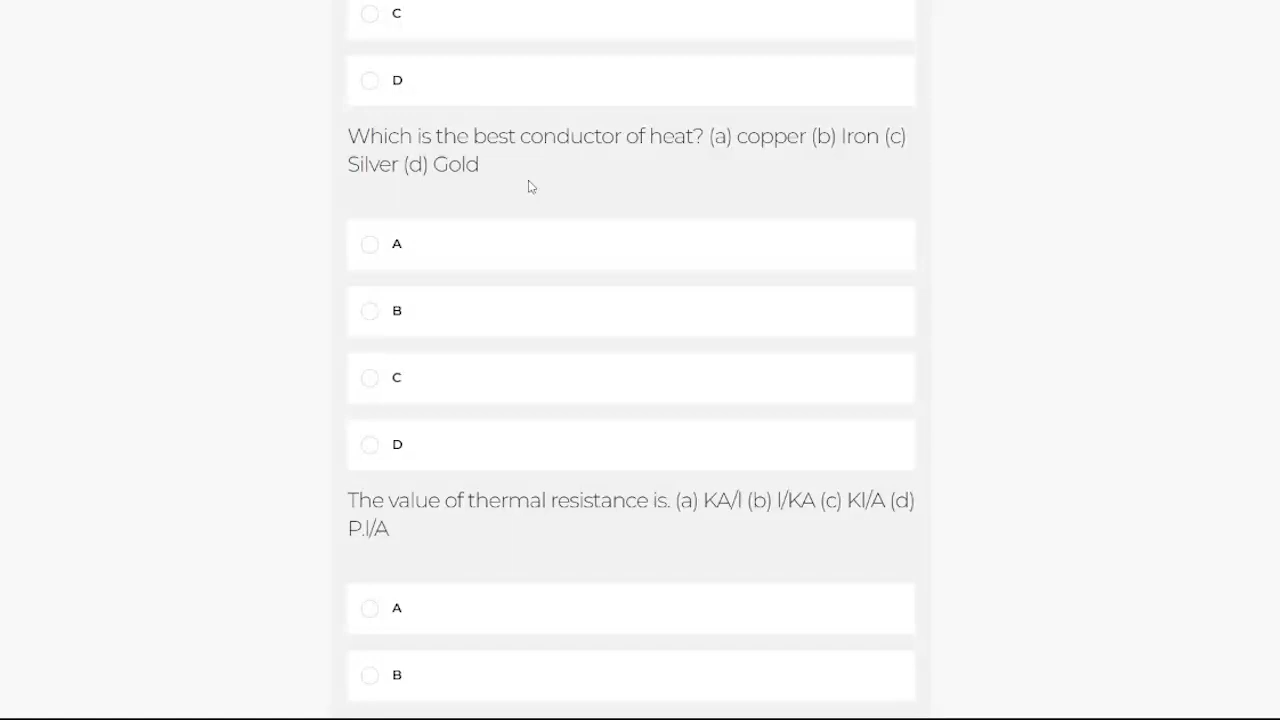 C
D
Which is the best conductor of heat? (a) copper (b) Iron (c)
Silver (d) Gold
A
B
C
D
The value of thermal resistance is. (a) KA/l (b) l/KA (c) Kl/A (d)
P.l/A
A
B